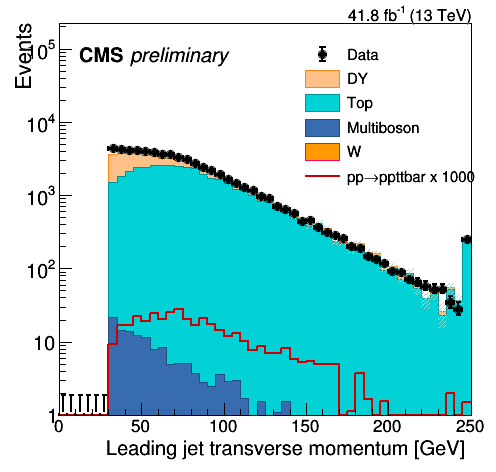 41.8 fb⁻¹ (13 TeV)
Events
CMS preliminary
Data
DY
Top
Multiboson
W
pp→ppttbar x 1000
10⁵
10⁴
10³
10²
10
1
0 50 100 150 200 250
Leading jet transverse momentum [GeV]